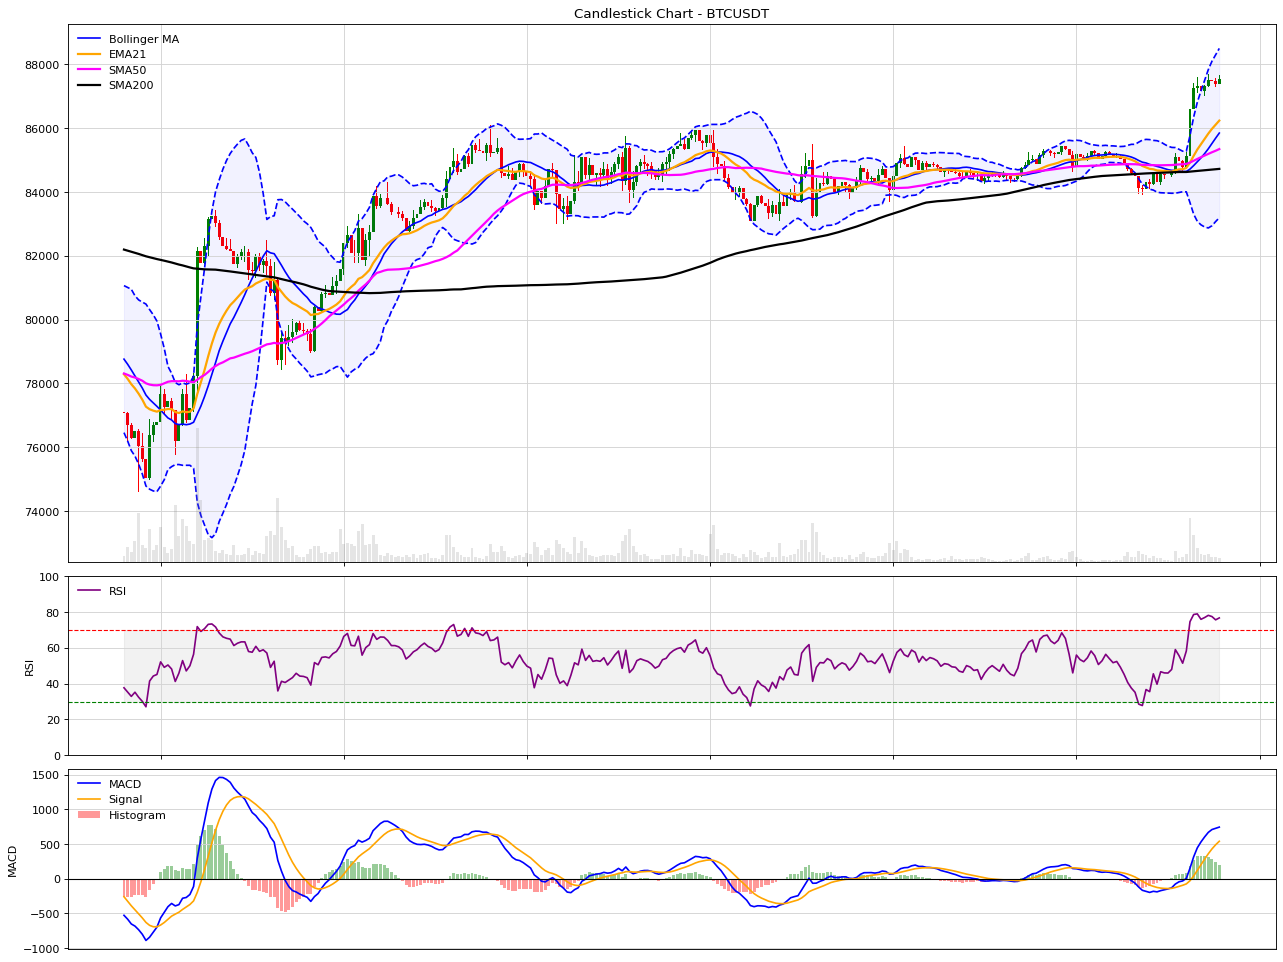 Candlestick Chart - BTCUSDT
Bollinger MA
EMA21
SMA50
SMA200
88000
86000
84000
82000
80000
78000
76000
74000
RSI
RSI
100
80
60
40
20
0
MACD
Signal
Histogram
MACD
1500
1000
500
0
−500
−1000